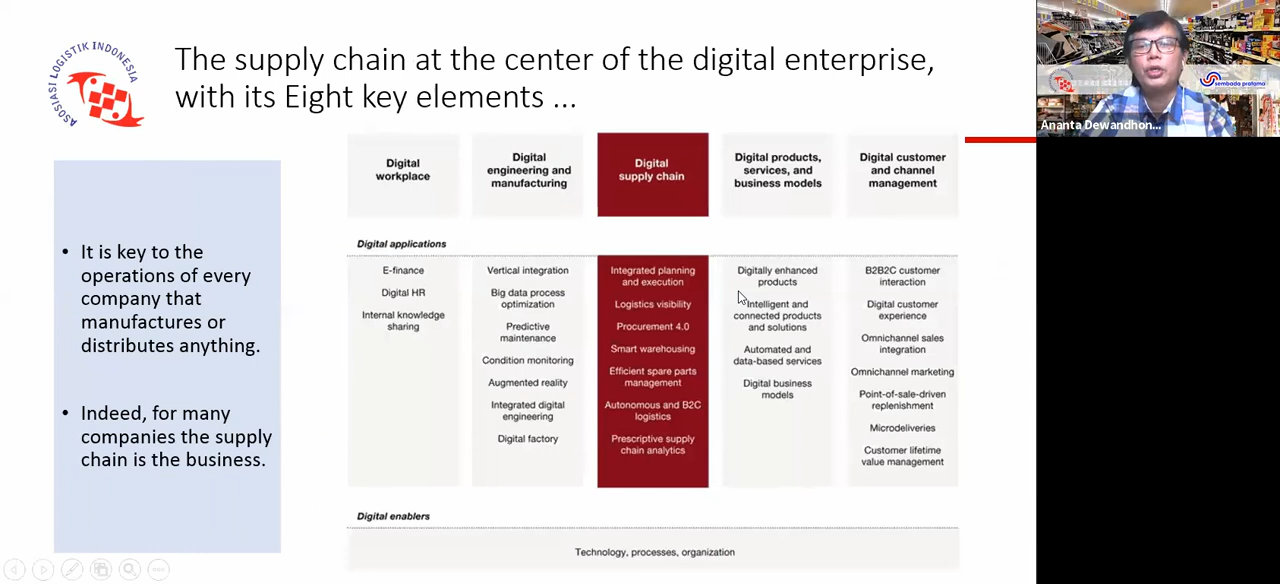 ASOSIASI LOGISTIK INDONESIA
The supply chain at the center of the digital enterprise,
with its Eight key elements ...
sembada pratama
Ananta Dewandhon...
• It is key to the
operations of every
company that
manufactures or
distributes anything.
• Indeed, for many
companies the supply
chain is the business.
Digital
workplace
Digital
engineering and
manufacturing
Digital
supply chain
Digital products,
services, and
business models
Digital customer
and channel
management
Digital applications
E-finance
Digital HR
Internal knowledge
sharing
Vertical integration
Big data process
optimization
Predictive
maintenance
Condition monitoring
Augmented reality
Integrated digital
engineering
Digital factory
Integrated planning
and execution
Logistics visibility
Procurement 4.0
Smart warehousing
Efficient spare parts
management
Autonomous and B2C
logistics
Prescriptive supply
chain analytics
Digitally enhanced
products
Intelligent and
connected products
and solutions
Automated and
data-based services
Digital business
models
B2B2C customer
interaction
Digital customer
experience
Omnichannel sales
integration
Omnichannel marketing
Point-of-sale-driven
replenishment
Microdeliveries
Customer lifetime
value management
Digital enablers
Technology, processes, organization